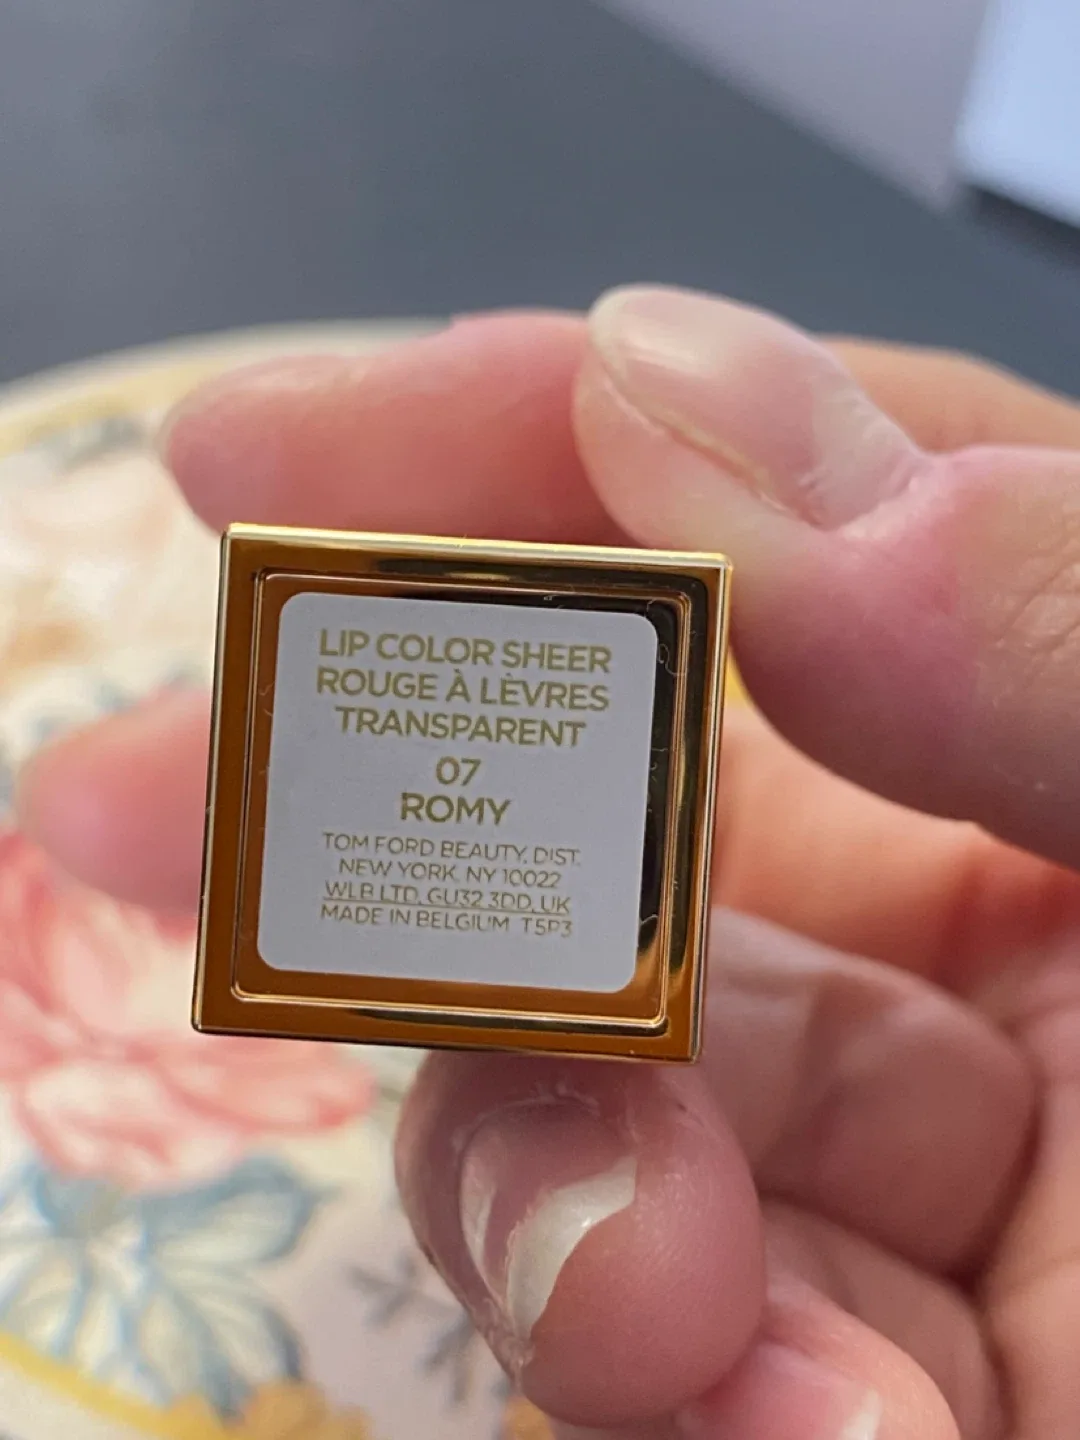 LIP COLOR SHEER
ROUGE À LÈVRES
TRANSPARENT
07
ROMY
TOM FORD BEAUTY, DIST.
NEW YORK, NY 10022
WLB LTD, GU32 3DD, UK
MADE IN BELGIUM T5P3